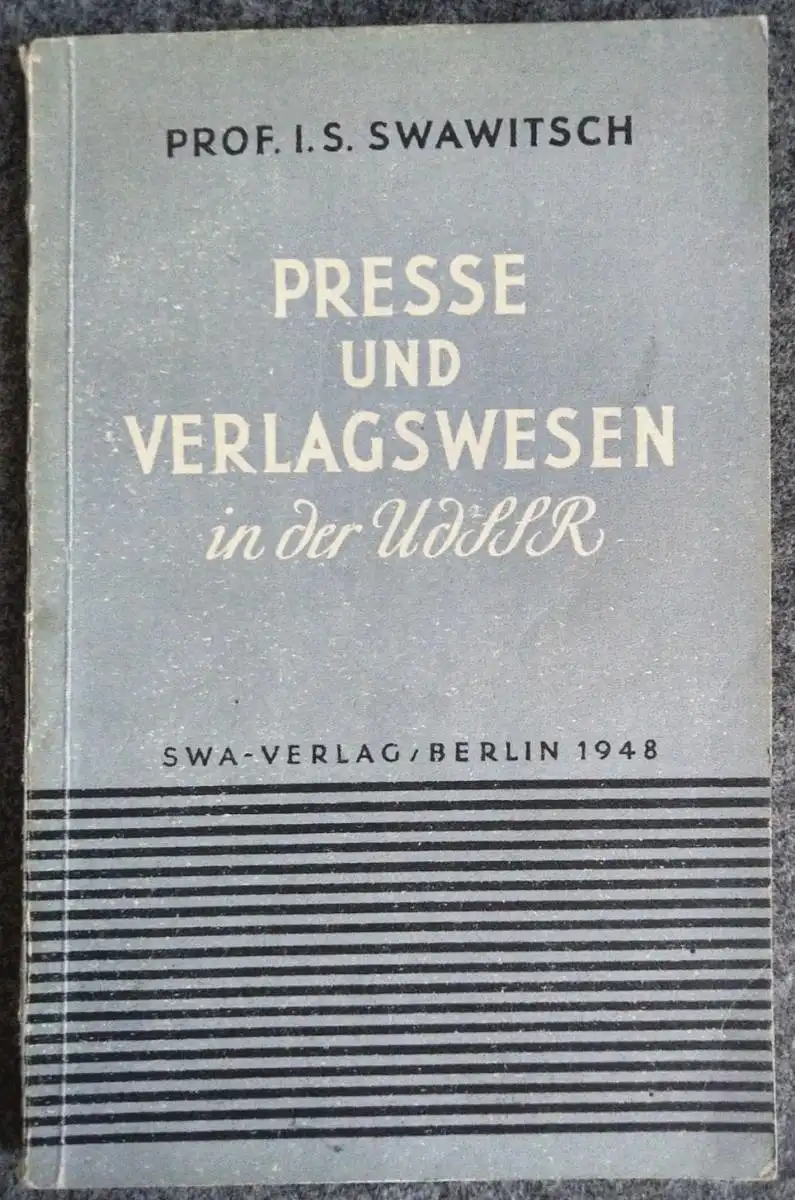 PROF. I. S. SWAWITSCH
PRESSE
UND
VERLAGSWESEN
in der UdSSR
SWA-VERLAG/BERLIN 1948